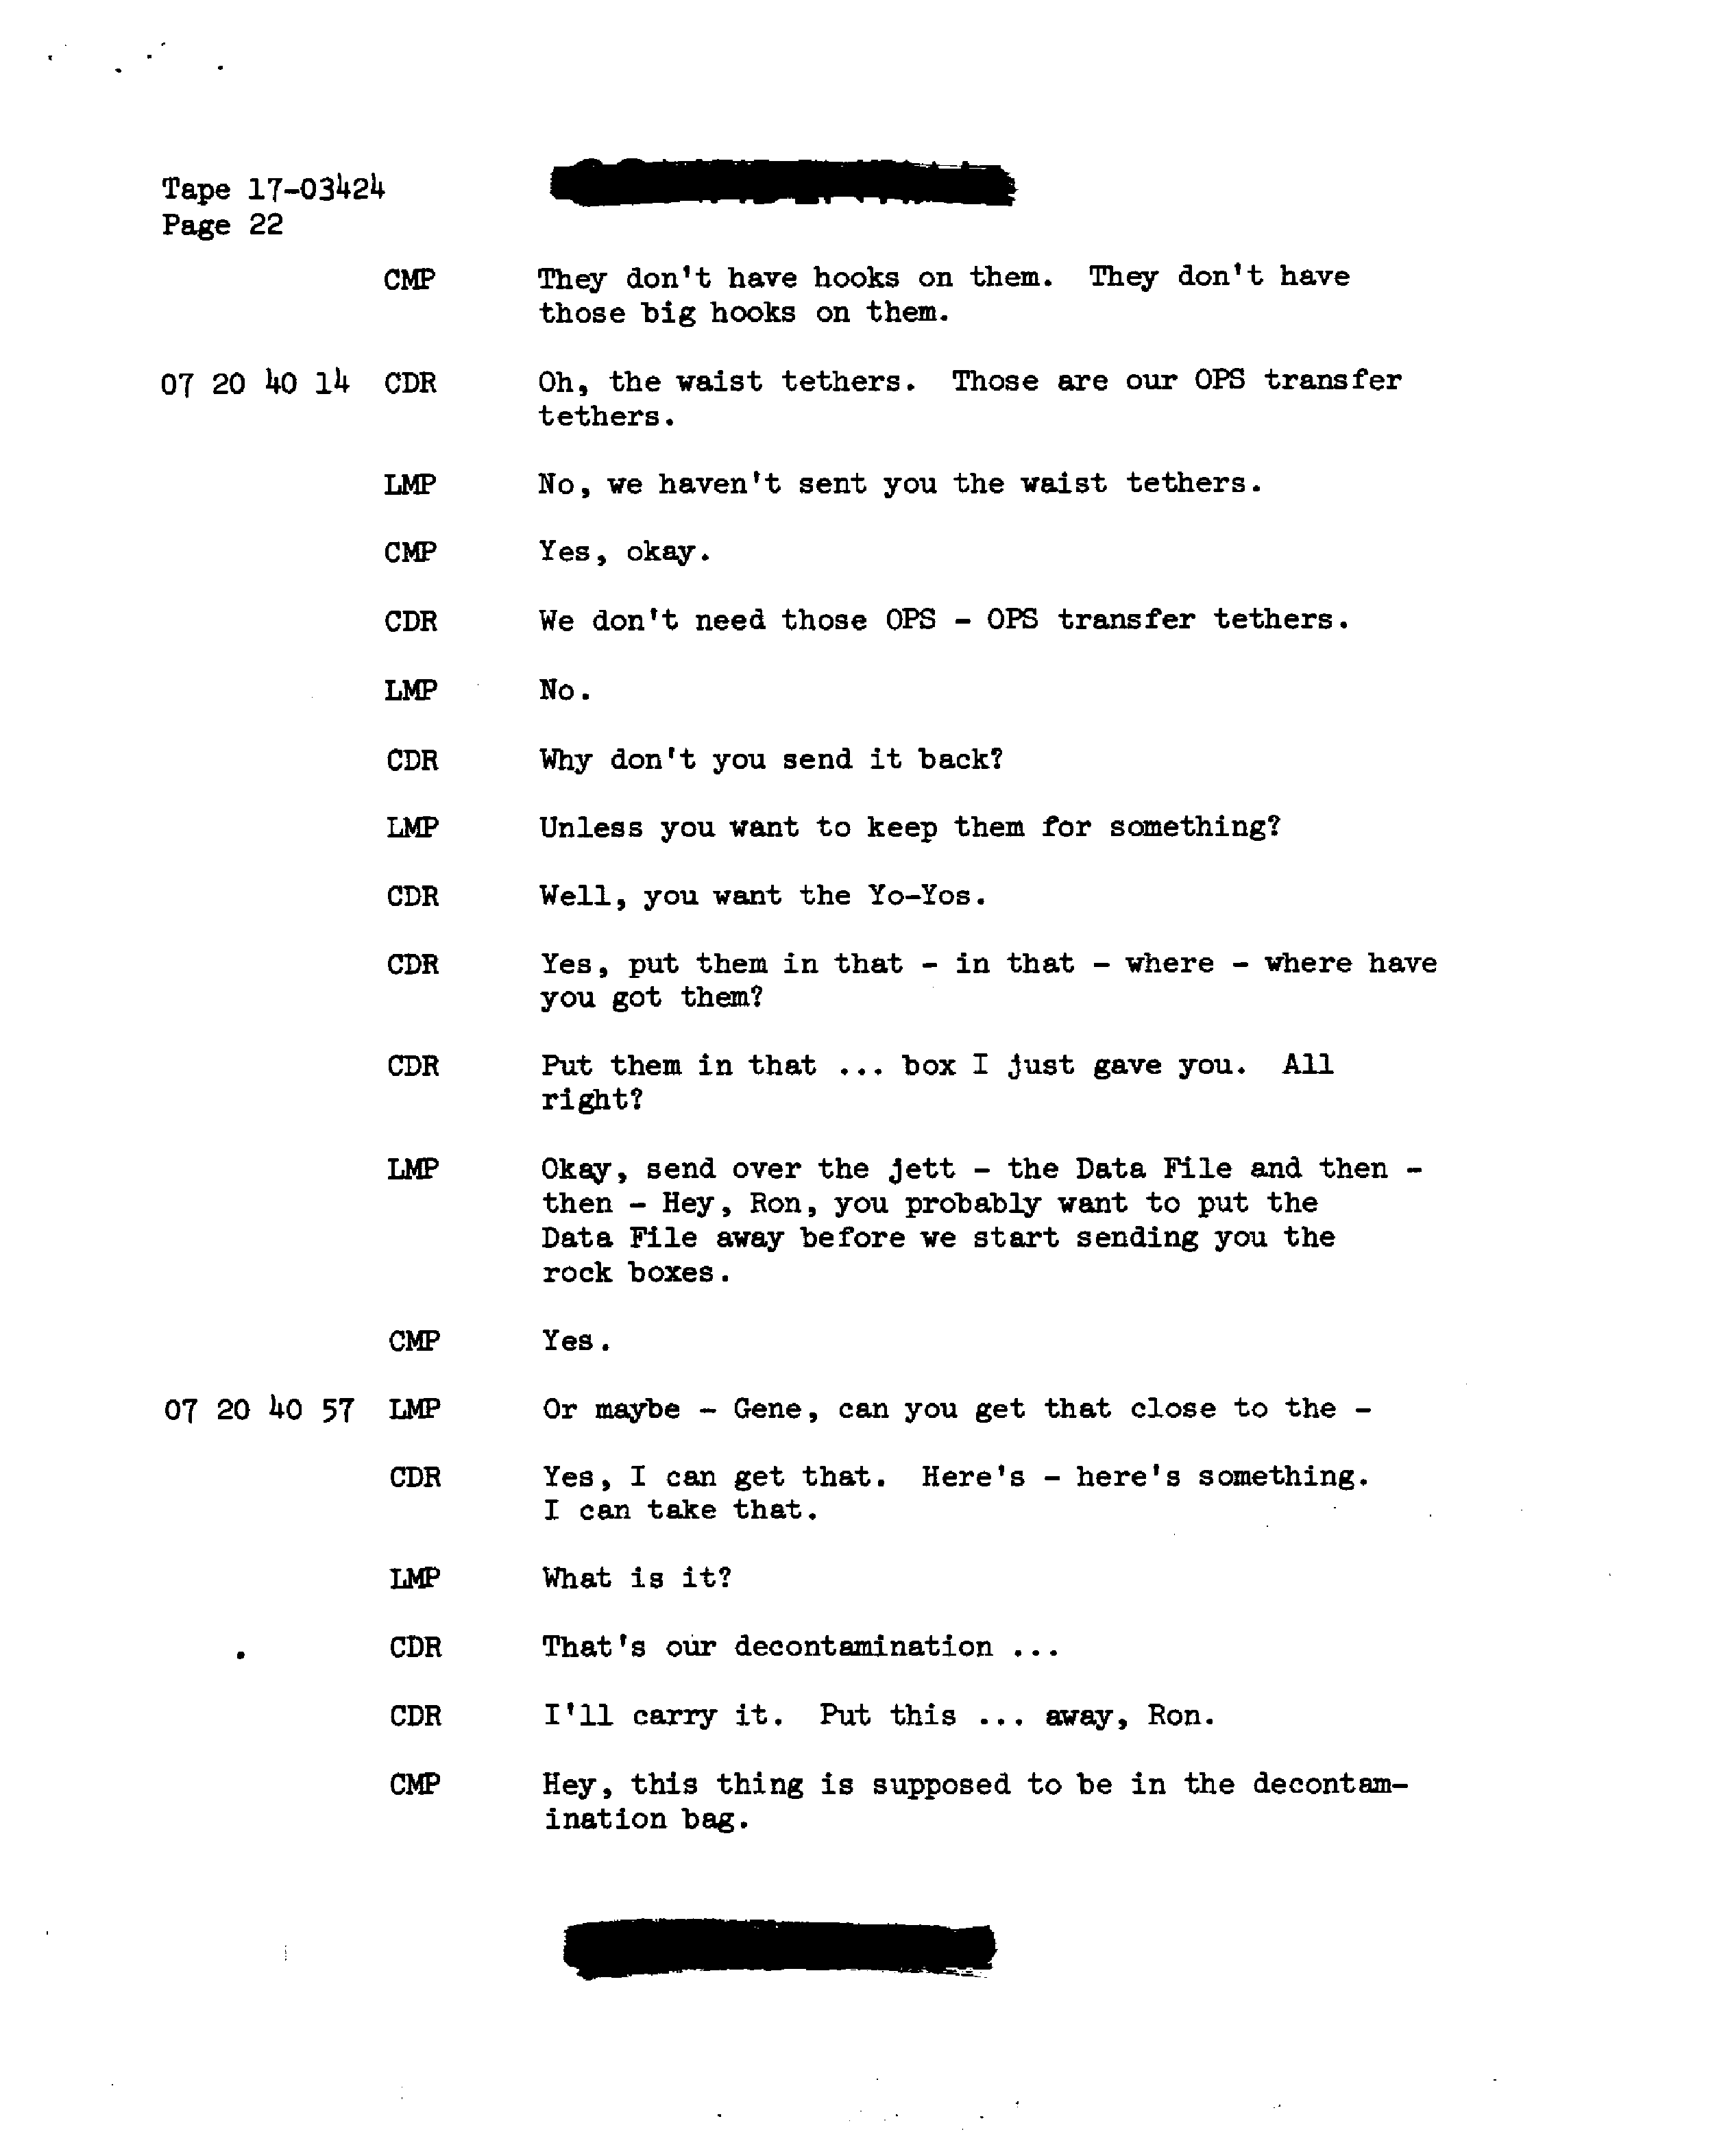 Tape 17-03424
Page 22
CMP They don't have hooks on them. They don't have
those big hooks on them.
07 20 40 14 CDR Oh, the waist tethers. Those are our OPS transfer
tethers.
LMP No, we haven't sent you the waist tethers.
CMP Yes, okay.
CDR We don't need those OPS - OPS transfer tethers.
LMP No.
CDR Why don't you send it back?
LMP Unless you want to keep them for something?
CDR Well, you want the Yo-Yos.
CDR Yes, put them in that - in that - where - where have
you got them?
CDR Put them in that ... box I just gave you. All
right?
LMP Okay, send over the jett - the Data File and then -
then - Hey, Ron, you probably want to put the
Data File away before we start sending you the
rock boxes.
CMP Yes.
07 20 40 57 LMP Or maybe - Gene, can you get that close to the -
CDR Yes, I can get that. Here's - here's something.
I can take that.
LMP What is it?
CDR That's our decontamination ...
CDR I'll carry it. Put this ... away, Ron.
CMP Hey, this thing is supposed to be in the decontam-
ination bag.